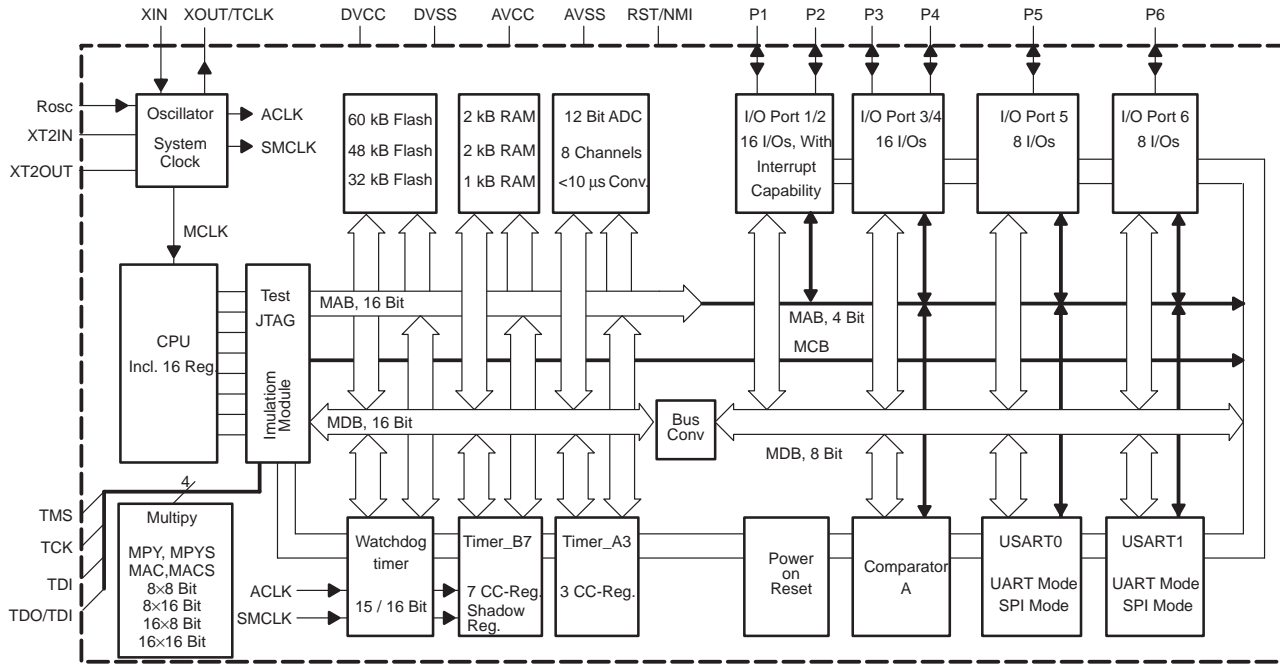 XIN
XOUT/TCLK
DVCC
DVSS
AVCC
AVSS
RST/NMI
P1
P2
P3
P4
P5
P6
Rosc
XT2IN
XT2OUT
Oscillator
System
Clock
ACLK
SMCLK
MCLK
60 kB Flash
48 kB Flash
32 kB Flash
2 kB RAM
2 kB RAM
1 kB RAM
12 Bit ADC
8 Channels
<10 μs Conv.
I/O Port 1/2
16 I/Os, With
Interrupt
Capability
I/O Port 3/4
16 I/Os
I/O Port 5
8 I/Os
I/O Port 6
8 I/Os
CPU
Incl. 16 Reg.
Test
JTAG
Imulatiom
Module
MAB, 16 Bit
MAB, 4 Bit
MCB
MDB, 16 Bit
Bus
Conv
MDB, 8 Bit
4
TMS
TCK
TDI
TDO/TDI
Multipy
MPY, MPYS
MAC,MACS
8×8 Bit
8×16 Bit
16×8 Bit
16×16 Bit
ACLK
SMCLK
Watchdog
timer
15 / 16 Bit
Timer_B7
7 CC-Reg.
Shadow
Reg.
Timer_A3
3 CC-Reg.
Power
on
Reset
Comparator
A
USART0
UART Mode
SPI Mode
USART1
UART Mode
SPI Mode